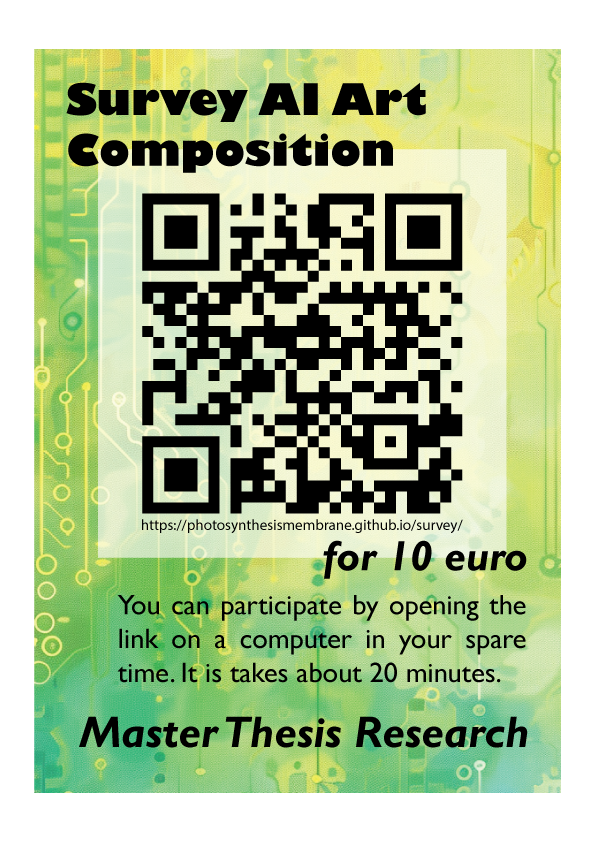 Survey AI Art
Composition
https://photosynthesismembrane.github.io/survey/
for 10 euro
You can participate by opening the
link on a computer in your spare
time. It is takes about 20 minutes.
Master Thesis Research